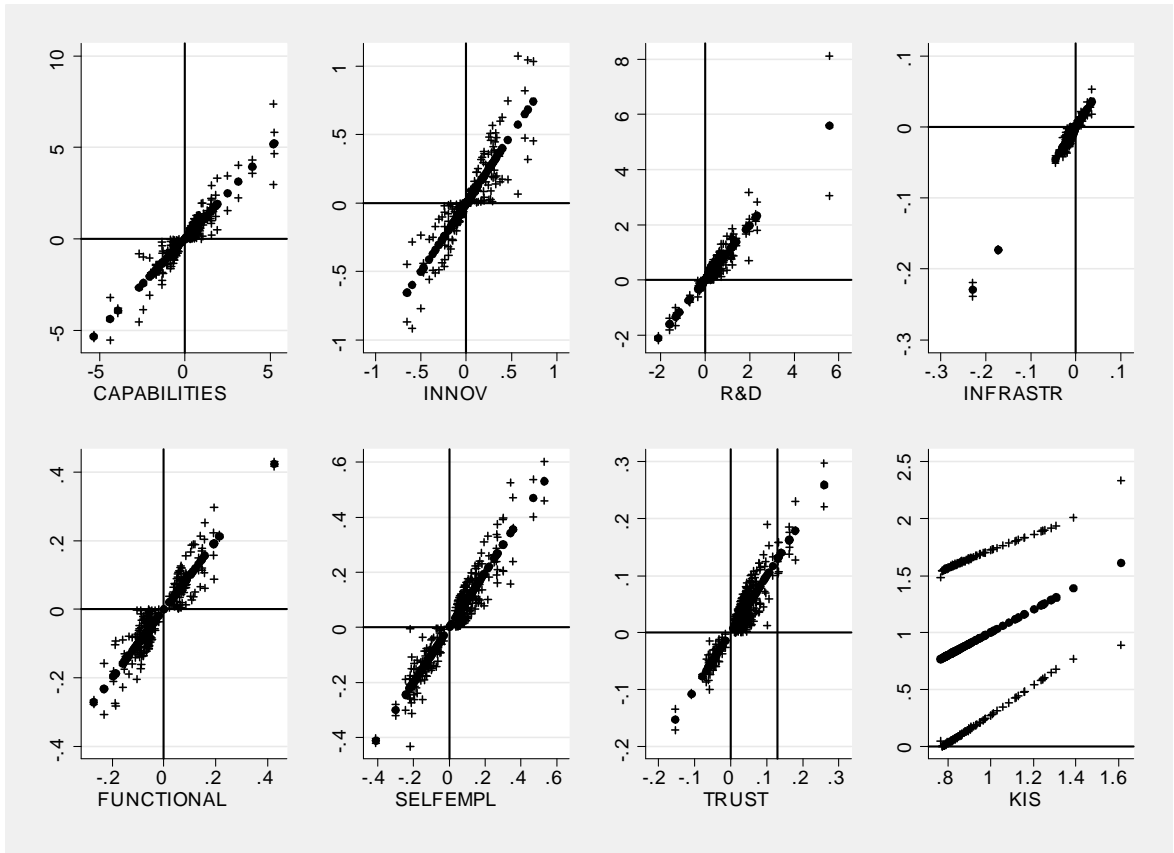 10
5
0
-5
-5 0 5
CAPABILITIES
1
.5
0
-.5
-1
-1 -.5 0 .5 1
INNOV
8
6
4
2
0
-2
-2 0 2 4 6
R&D
.1
0
-.1
-.2
-.3
-.3 -.2 -.1 0 .1
INFRASTR
.4
.2
0
-.2
-.4
-.2 0 .2 .4
FUNCTIONAL
.6
.4
.2
0
-.2
-.4
-.4 -.2 0 .2 .4 .6
SELFEMPL
.3
.2
.1
0
-.1
-.2
-.2 -.1 0 .1 .2 .3
TRUST
2.5
2
1.5
1
.5
0
.8 1 1.2 1.4 1.6
KIS